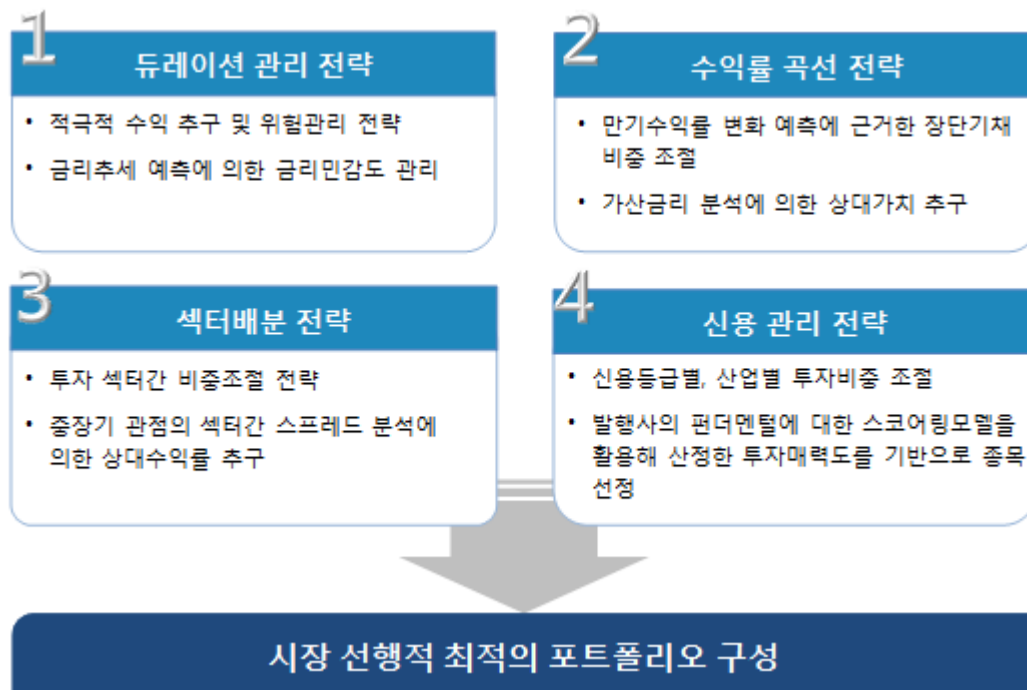 1
듀레이션 관리 전략
• 적극적 수익 추구 및 위험관리 전략
• 금리추세 예측에 의한 금리민감도 관리
2
수익률 곡선 전략
• 만기수익률 변화 예측에 근거한 장단기채
비중 조절
• 가산금리 분석에 의한 상대가치 추구
3
섹터배분 전략
• 투자 섹터간 비중조절 전략
• 중장기 관점의 섹터간 스프레드 분석에
의한 상대수익률 추구
4
신용 관리 전략
• 신용등급별, 산업별 투자비중 조절
• 발행사의 펀더멘털에 대한 스코어링모델을
활용해 산정한 투자매력도를 기반으로 종목
선정
시장 선행적 최적의 포트폴리오 구성